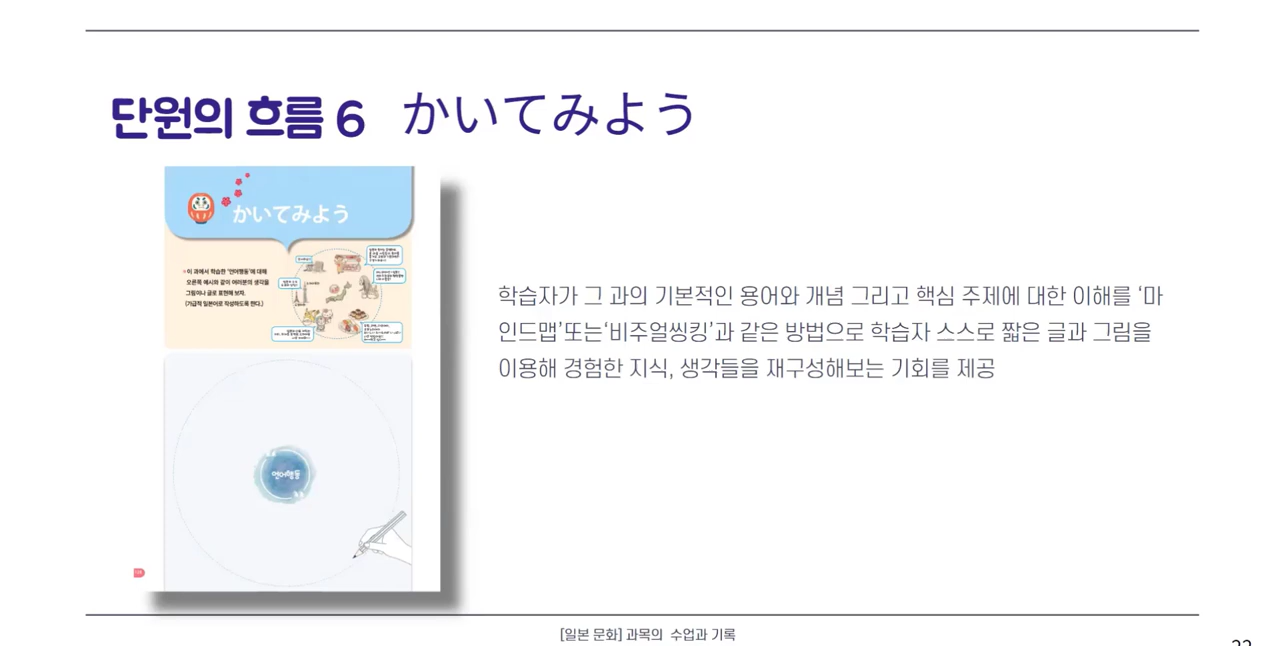 단원의 흐름 6 かいてみよう
かいてみよう
이 과에서 학습한 '언어행동'에 대해
오른쪽 예시와 같이 여러분의 생각을
그림이나 글로 표현해 보자.
(가급적 일본어로 작성하도록 한다.)
언어행동
학습자가 그 과의 기본적인 용어와 개념 그리고 핵심 주제에 대한 이해를 ‘마
인드맵’또는‘비주얼씽킹’과 같은 방법으로 학습자 스스로 짧은 글과 그림을
이용해 경험한 지식, 생각들을 재구성해보는 기회를 제공
[일본 문화] 과목의 수업과 기록